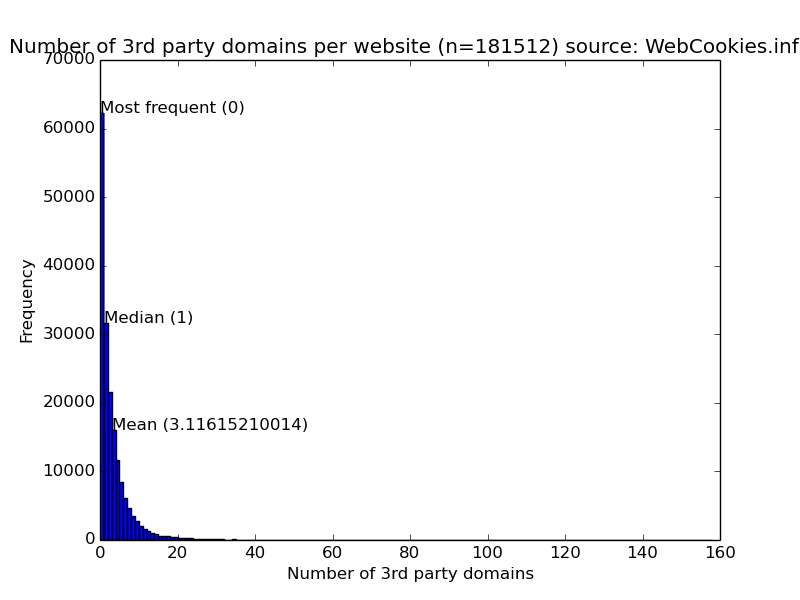 Number of 3rd party domains per website (n=181512) source: WebCookies.inf
70000
Most frequent (0)
60000
50000
40000
Median (1)
30000
Frequency
20000
Mean (3.11615210014)
10000
0
0 20 40 60 80 100 120 140 160
Number of 3rd party domains